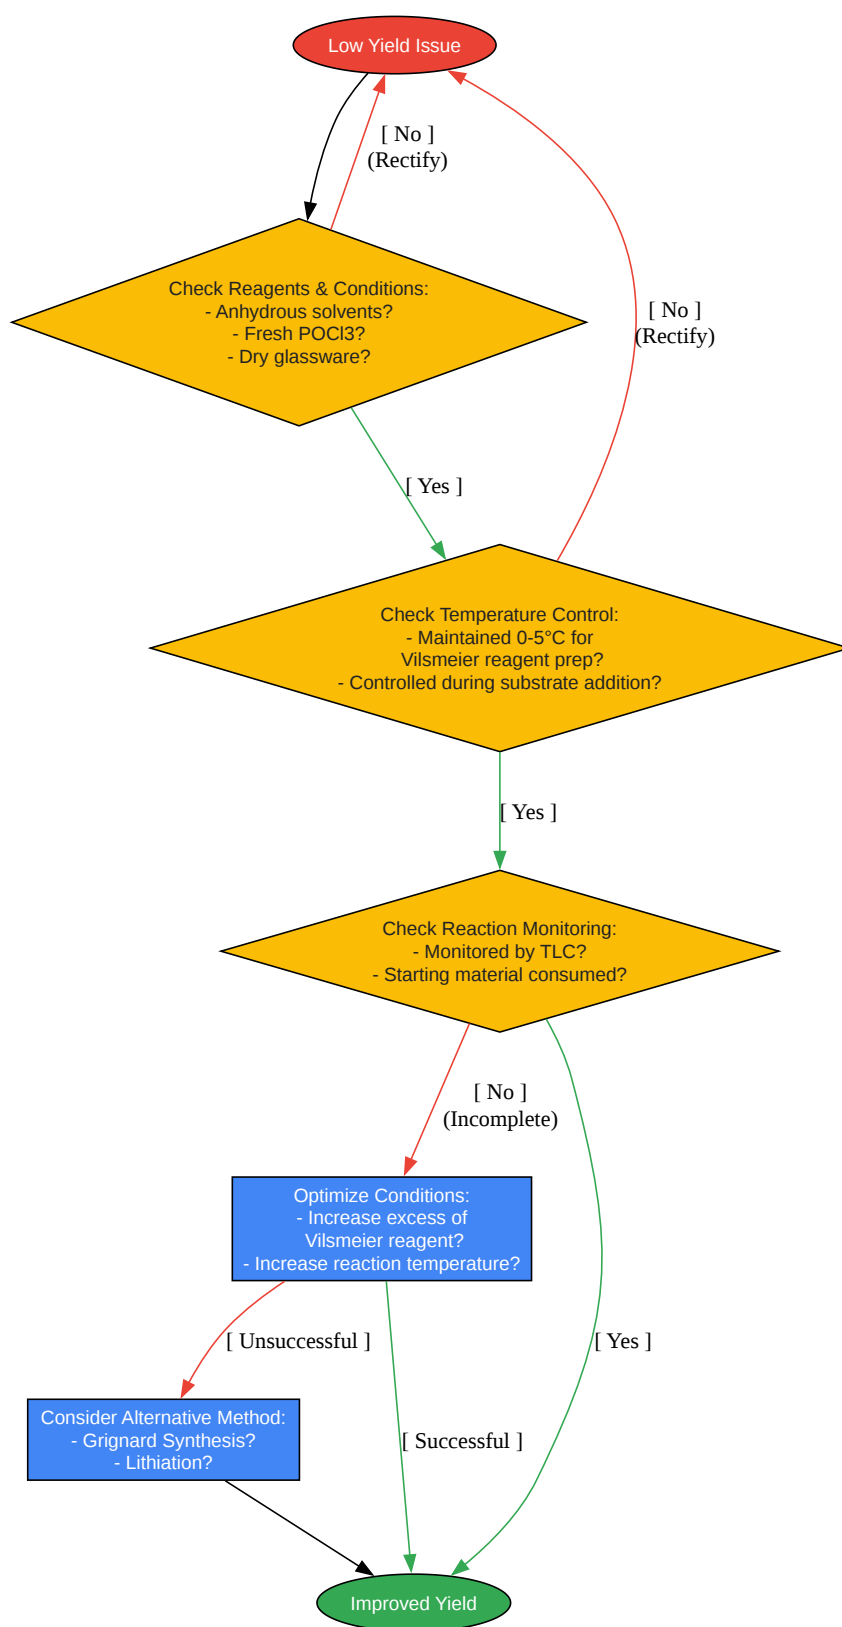 Low Yield Issue
[ No ]
(Rectify)
Check Reagents & Conditions:
- Anhydrous solvents?
- Fresh POCl3?
- Dry glassware?
[ No ]
(Rectify)
[ Yes ]
Check Temperature Control:
- Maintained 0-5°C for
Vilsmeier reagent prep?
- Controlled during substrate addition?
[ Yes ]
Check Reaction Monitoring:
- Monitored by TLC?
- Starting material consumed?
[ No ]
(Incomplete)
Optimize Conditions:
- Increase excess of
Vilsmeier reagent?
- Increase reaction temperature?
[ Unsuccessful ]
[ Yes ]
Consider Alternative Method:
- Grignard Synthesis?
- Lithiation?
[ Successful ]
Improved Yield